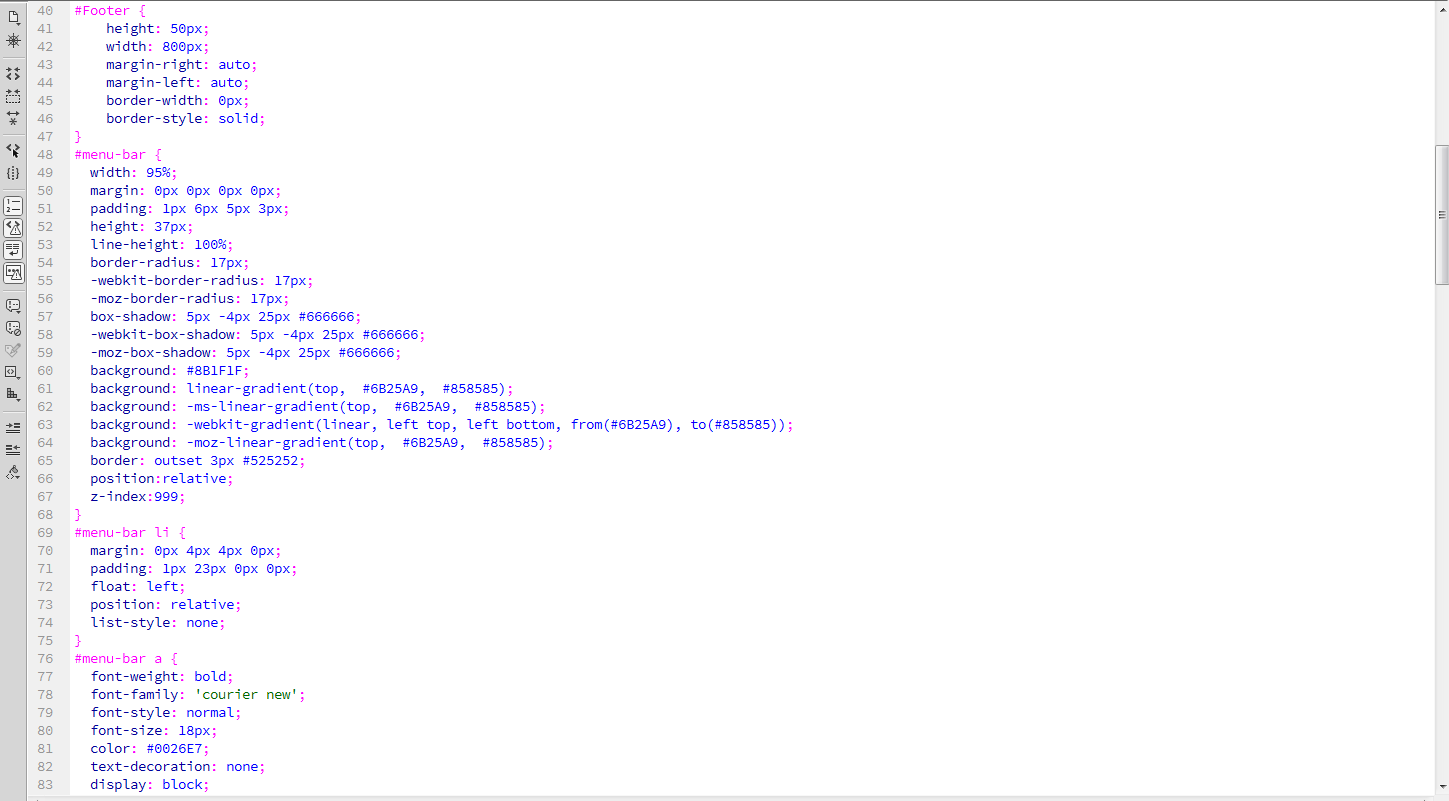 40 #Footer {
41 height: 50px;
42 width: 800px;
43 margin-right: auto;
44 margin-left: auto;
45 border-width: 0px;
46 border-style: solid;
47 }
48 #menu-bar {
49 width: 95%;
50 margin: 0px 0px 0px 0px;
51 padding: 1px 6px 5px 3px;
52 height: 37px;
53 line-height: 100%;
54 border-radius: 17px;
55 -webkit-border-radius: 17px;
56 -moz-border-radius: 17px;
57 box-shadow: 5px -4px 25px #666666;
58 -webkit-box-shadow: 5px -4px 25px #666666;
59 -moz-box-shadow: 5px -4px 25px #666666;
60 background: #8B1F1F;
61 background: linear-gradient(top,  #6B25A9,  #858585);
62 background: -ms-linear-gradient(top,  #6B25A9,  #858585);
63 background: -webkit-gradient(linear, left top, left bottom, from(#6B25A9), to(#858585));
64 background: -moz-linear-gradient(top,  #6B25A9,  #858585);
65 border: outset 3px #525252;
66 position:relative;
67 z-index:999;
68 }
69 #menu-bar li {
70 margin: 0px 4px 4px 0px;
71 padding: 1px 23px 0px 0px;
72 float: left;
73 position: relative;
74 list-style: none;
75 }
76 #menu-bar a {
77 font-weight: bold;
78 font-family: 'courier new';
79 font-style: normal;
80 font-size: 18px;
81 color: #0026E7;
82 text-decoration: none;
83 display: block;